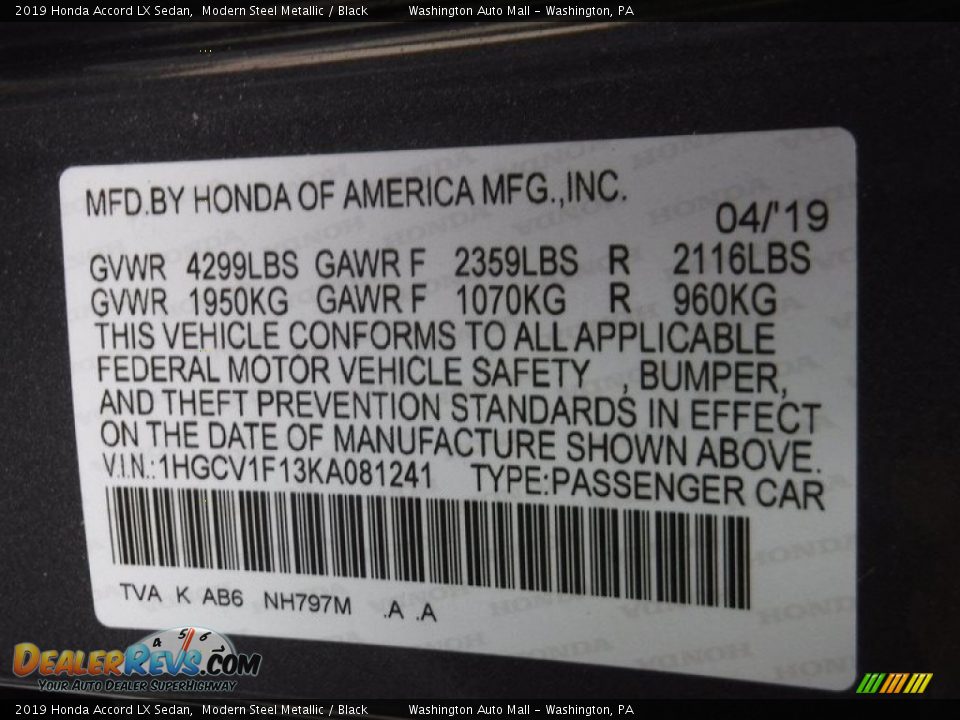 2019 Honda Accord LX Sedan, Modern Steel Metallic / Black Washington Auto Mall - Washington, PA
MFD.BY HONDA OF AMERICA MFG.,INC.
04/'19
GVWR 4299LBS GAWR F 2359LBS R 2116LBS
GVWR 1950KG GAWR F 1070KG R 960KG
THIS VEHICLE CONFORMS TO ALL APPLICABLE
FEDERAL MOTOR VEHICLE SAFETY , BUMPER,
AND THEFT PREVENTION STANDARDS IN EFFECT
ON THE DATE OF MANUFACTURE SHOWN ABOVE.
V.I.N.:1HGCV1F13KA081241 TYPE:PASSENGER CAR
TVA K AB6 NH797M .A .A
4 5 6
DEALERREVS.COM
YOUR AUTO DEALER SUPERHIGHWAY
2019 Honda Accord LX Sedan, Modern Steel Metallic / Black Washington Auto Mall - Washington, PA